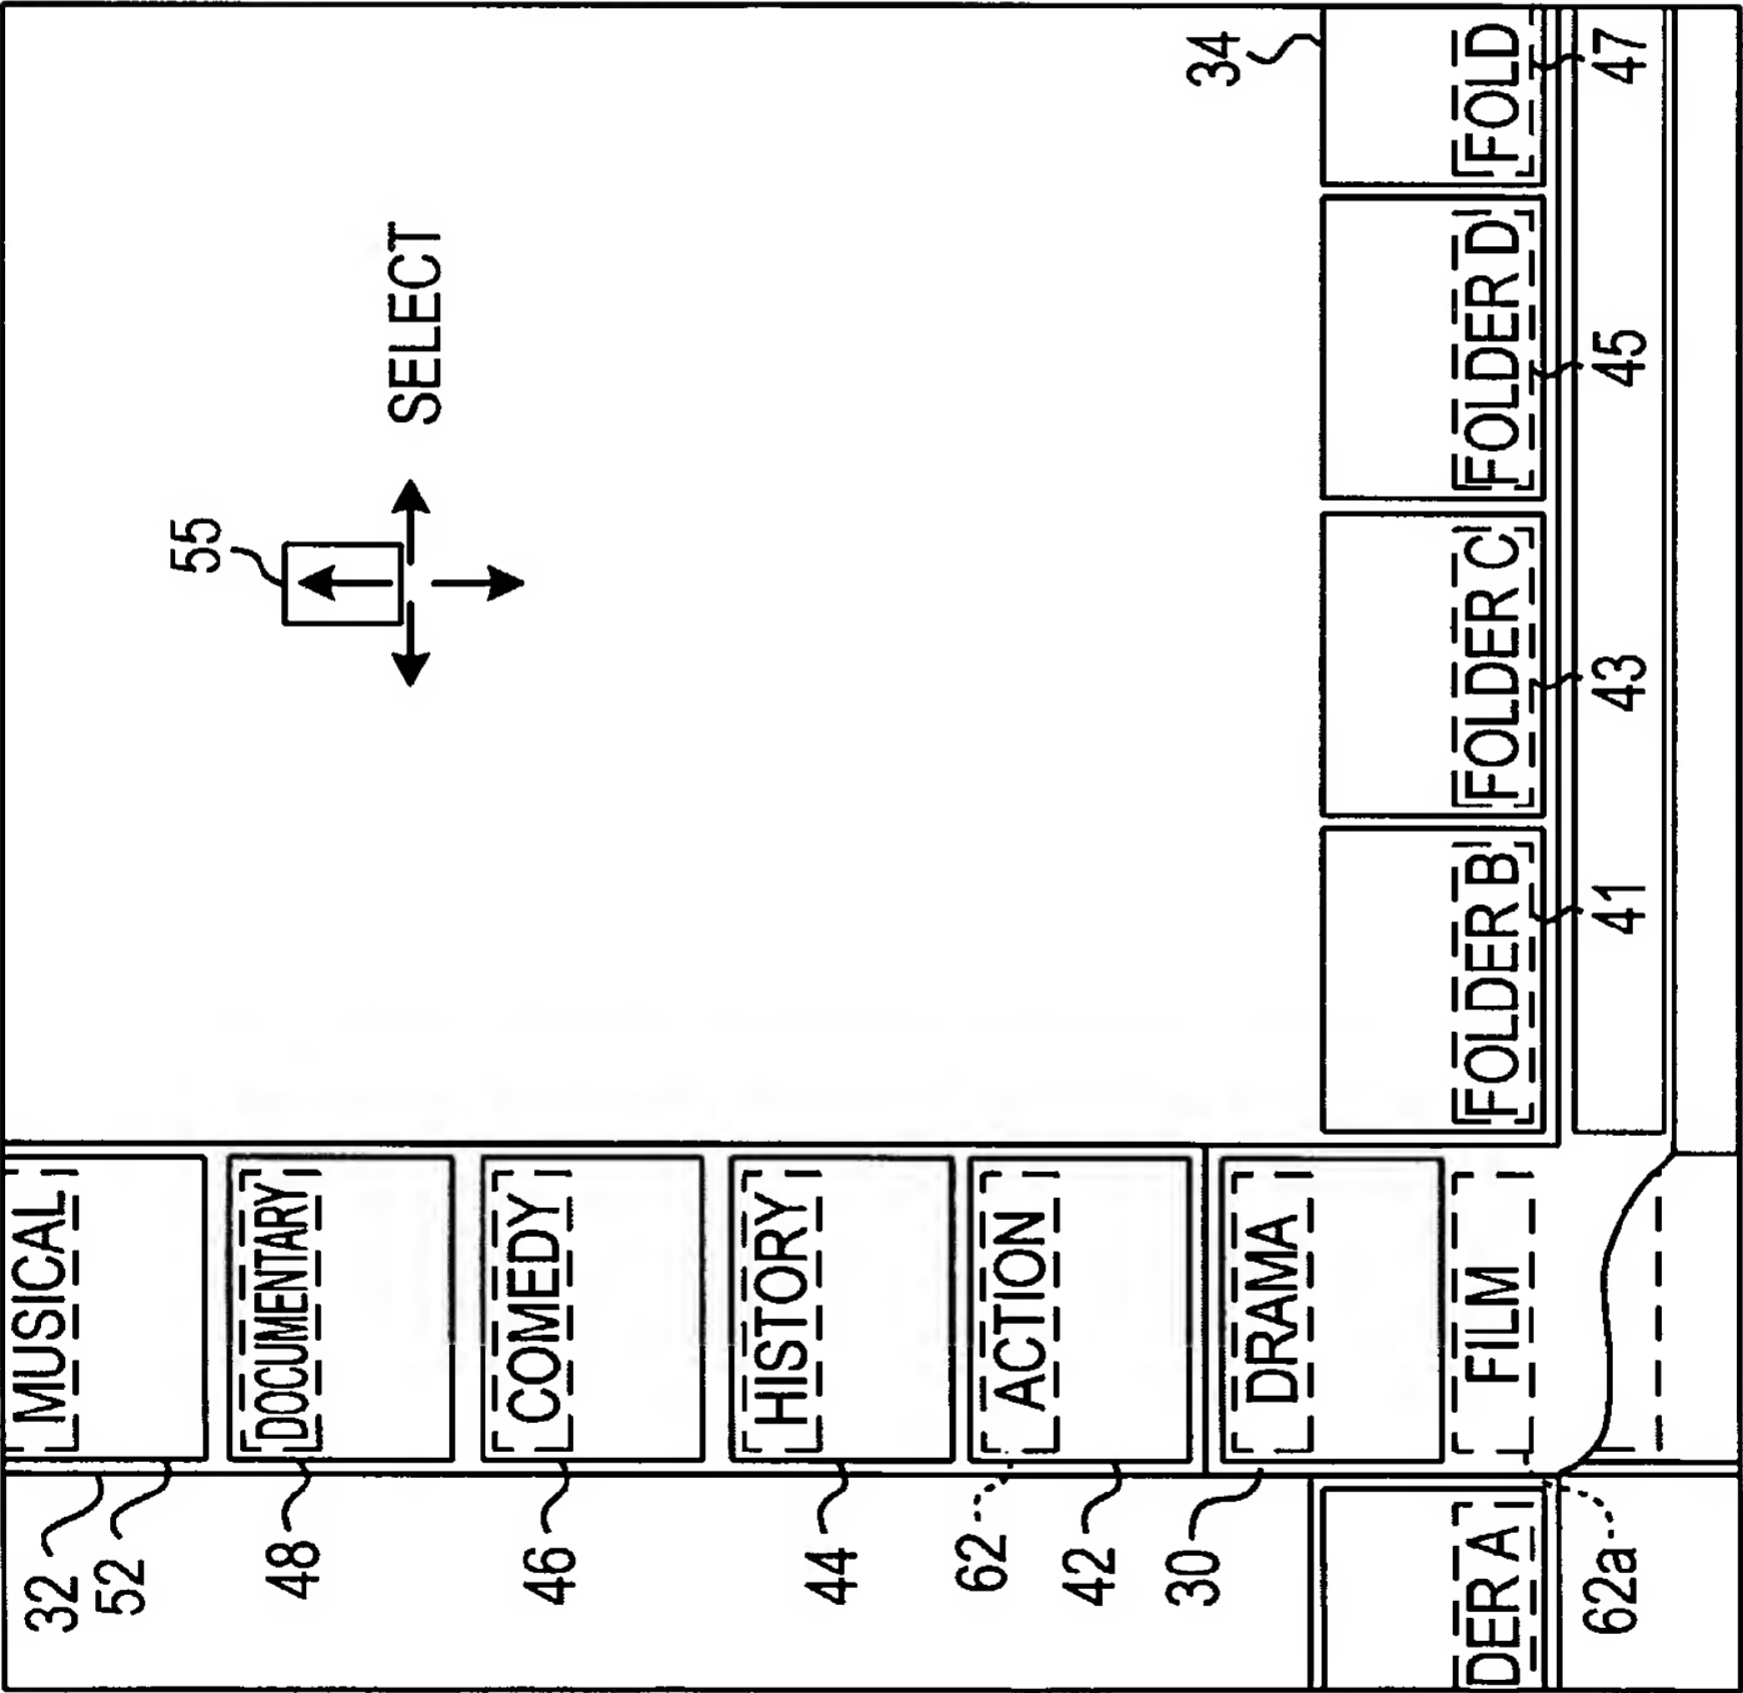 32
MUSICAL
52
55
48
DOCUMENTARY
SELECT
46
COMEDY
44
HISTORY
62
ACTION
42
30
34
DRAMA
DER A
FILM
FOLDER B
FOLDER C
FOLDER D
FOLD
62a
41
43
45
47